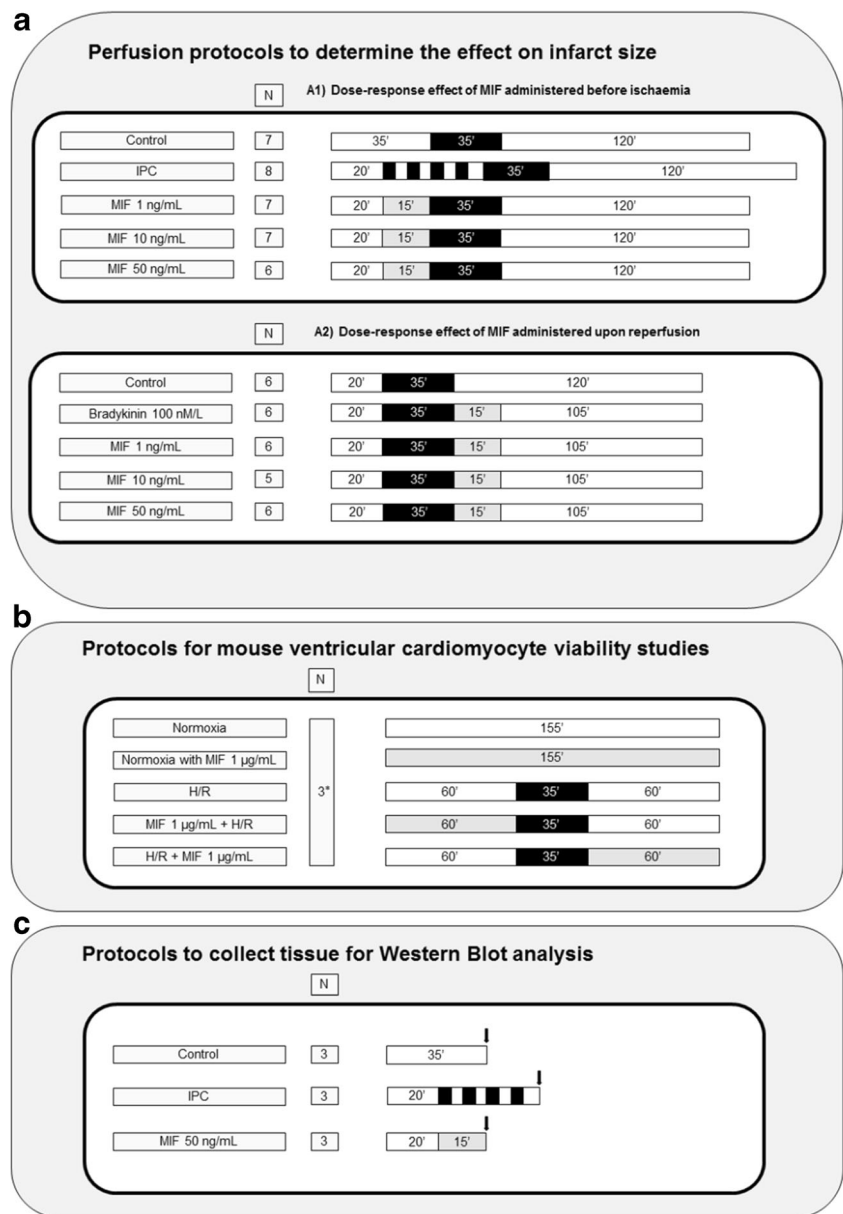 a
Perfusion protocols to determine the effect on infarct size
N A1) Dose-response effect of MIF administered before ischaemia
Control 7 35' 35' 120'
IPC 8 20' 35' 120'
MIF 1 ng/mL 7 20' 15' 35' 120'
MIF 10 ng/mL 7 20' 15' 35' 120'
MIF 50 ng/mL 6 20' 15' 35' 120'
N A2) Dose-response effect of MIF administered upon reperfusion
Control 6 20' 35' 120'
Bradykinin 100 nM/L 6 20' 35' 15' 105'
MIF 1 ng/mL 6 20' 35' 15' 105'
MIF 10 ng/mL 5 20' 35' 15' 105'
MIF 50 ng/mL 6 20' 35' 15' 105'
b
Protocols for mouse ventricular cardiomyocyte viability studies
N
Normoxia 155'
Normoxia with MIF 1 µg/mL 155'
H/R 3* 60' 35' 60'
MIF 1 µg/mL + H/R 60' 35' 60'
H/R + MIF 1 µg/mL 60' 35' 60'
c
Protocols to collect tissue for Western Blot analysis
N
Control 3 35'
IPC 3 20'
MIF 50 ng/mL 3 20' 15'